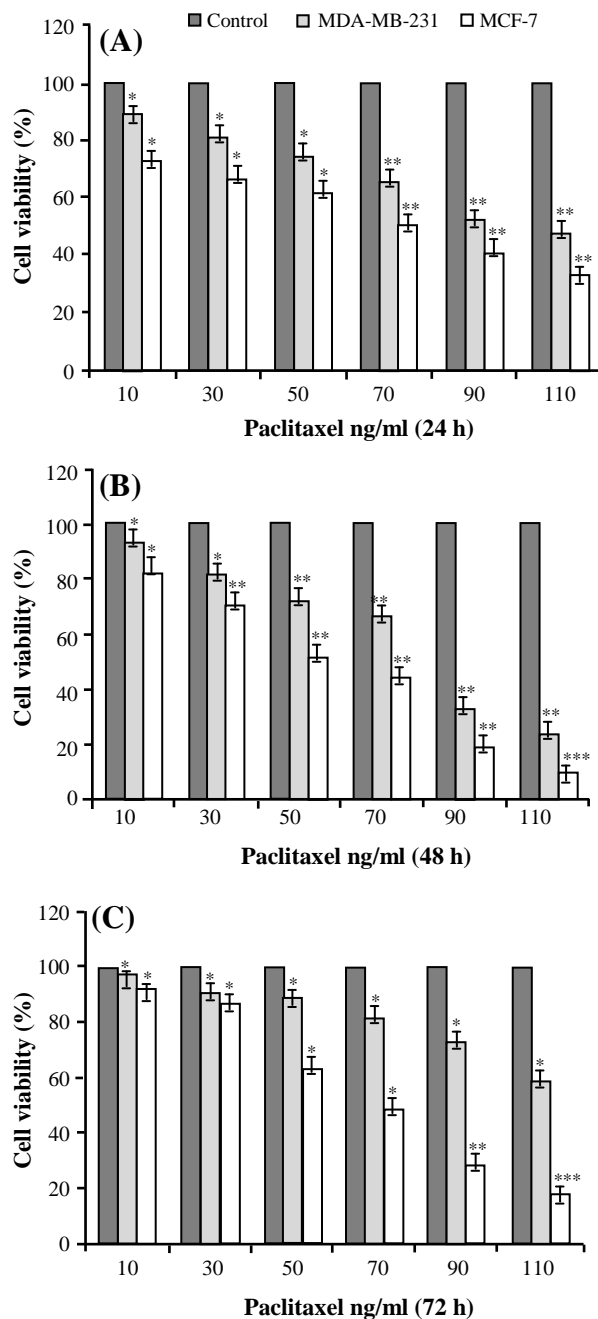 Control MDA-MB-231 MCF-7
(A)
Cell viability (%)
120
100
80
60
40
20
0
* * * * * * ** ** ** ** ** **
10 30 50 70 90 110
Paclitaxel ng/ml (24 h)
(B)
Cell viability (%)
120
100
80
60
40
20
0
* * * ** ** ** ** ** ** ** ** ***
10 30 50 70 90 110
Paclitaxel ng/ml (48 h)
(C)
Cell viability (%)
120
100
80
60
40
20
0
* * * * * * * * * ** * ***
10 30 50 70 90 110
Paclitaxel ng/ml (72 h)